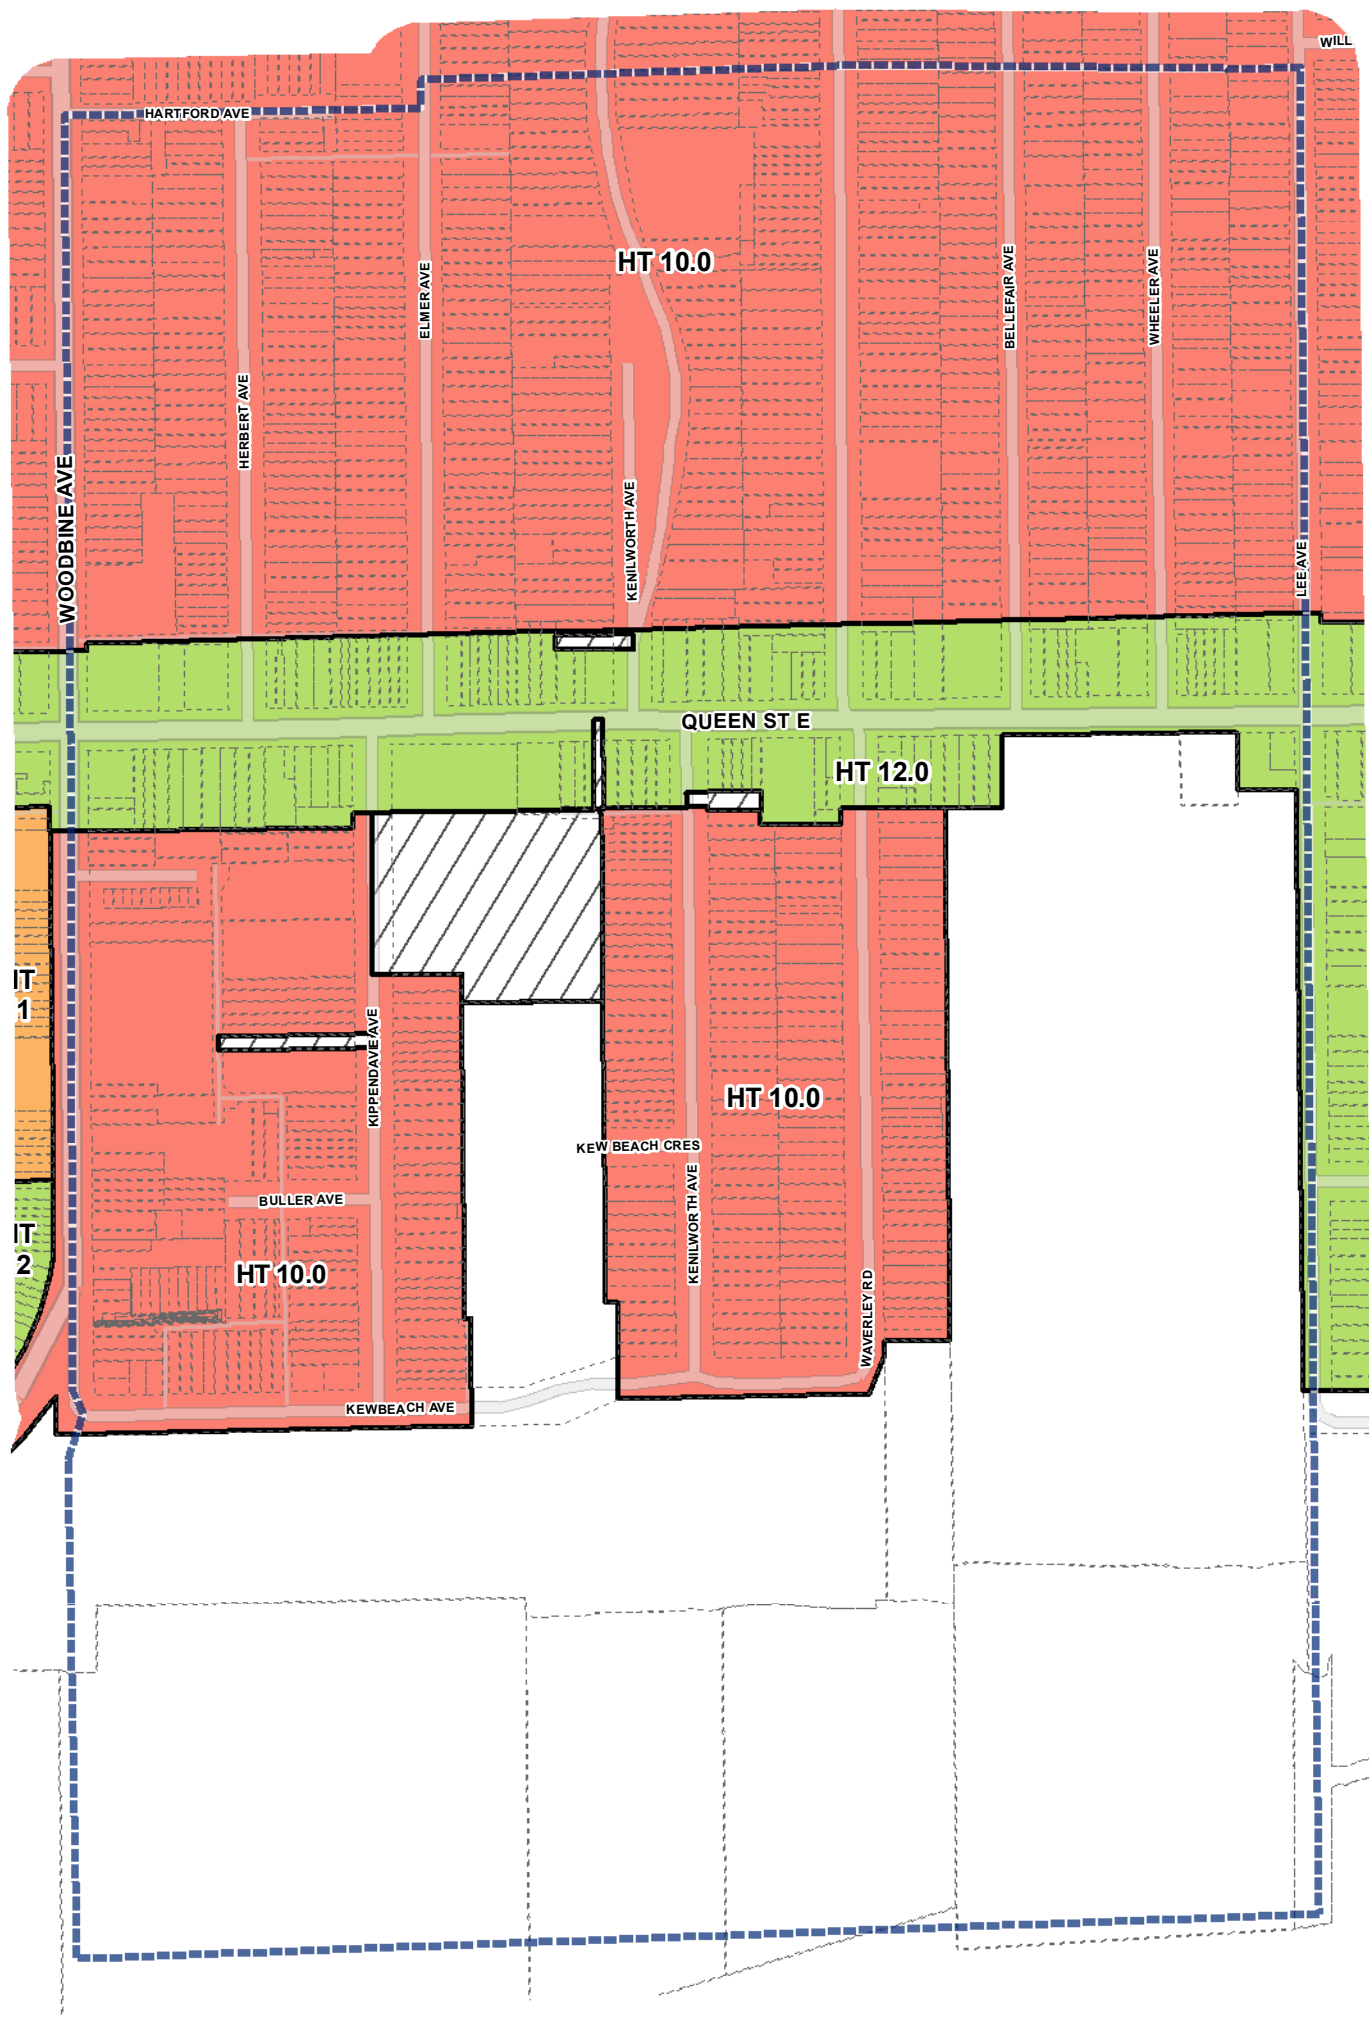 WILL
HARTFORD AVE
HT 10.0
ELMER AVE
BELLEFAIR AVE
WHEELER AVE
HERBERT AVE
WOODBINE AVE
KENILWORTH AVE
LEE AVE
QUEEN ST E
HT 12.0
HT
1
KIPPENDAVIE AVE
HT 10.0
KEW BEACH CRES
KENILWORTH AVE
BULLER AVE
HT
2
HT 10.0
WAVERLEY RD
KEWBEACH AVE